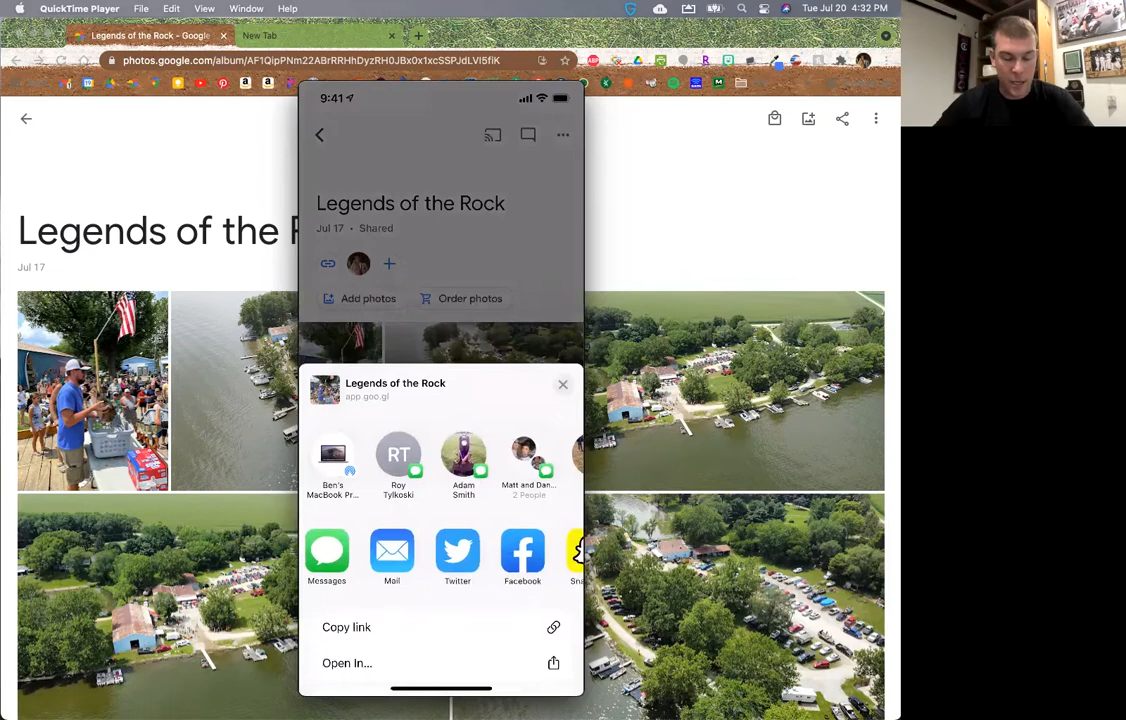 QuickTime Player File Edit View Window Help Tue Jul 20 4:32 PM
Legends of the Rock - Google
New Tab
photos.google.com/album/AF1QipPNm22ABrRRHhDyzRH0JBx0x1xcSSPJdLVl5fiK
Legends of the R
Jul 17
9:41
Legends of the Rock
Jul 17 • Shared
Add photos
Order photos
Legends of the Rock
app.goo.gl
RT
Ben's
MacBook Pr...
Roy
Tylkoski
Adam
Smith
Matt and Dan...
2 People
Messages
Mail
Twitter
Facebook
Sna
Copy link
Open In...